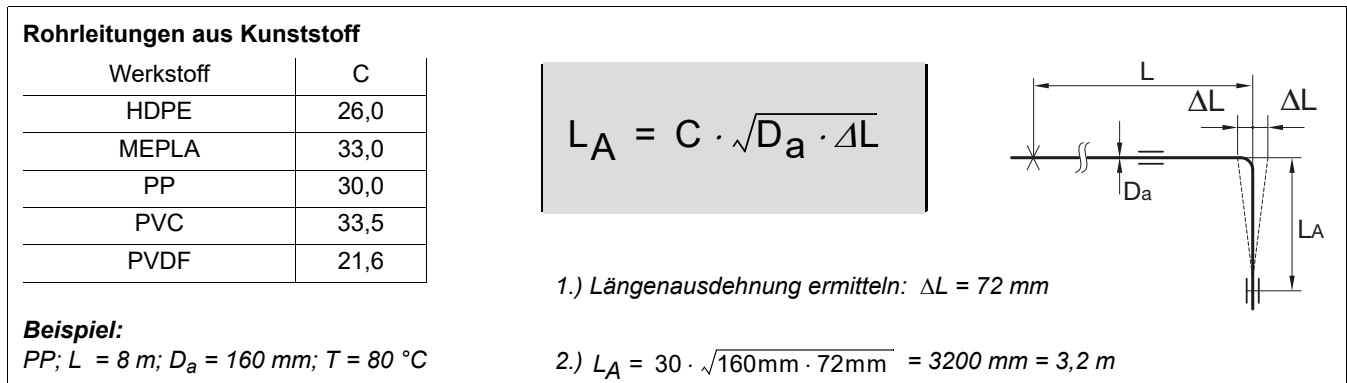 Rohrleitungen aus Kunststoff
Werkstoff C
HDPE 26,0
MEPLA 33,0
PP 30,0
PVC 33,5
PVDF 21,6
L_A = C · √D_a · ΔL
L
ΔL ΔL
Da
LA
1.) Längenausdehnung ermitteln: ΔL = 72 mm
Beispiel:
PP; L = 8 m; D_a = 160 mm; T = 80 °C
2.) L_A = 30 · √160mm · 72mm = 3200 mm = 3,2 m